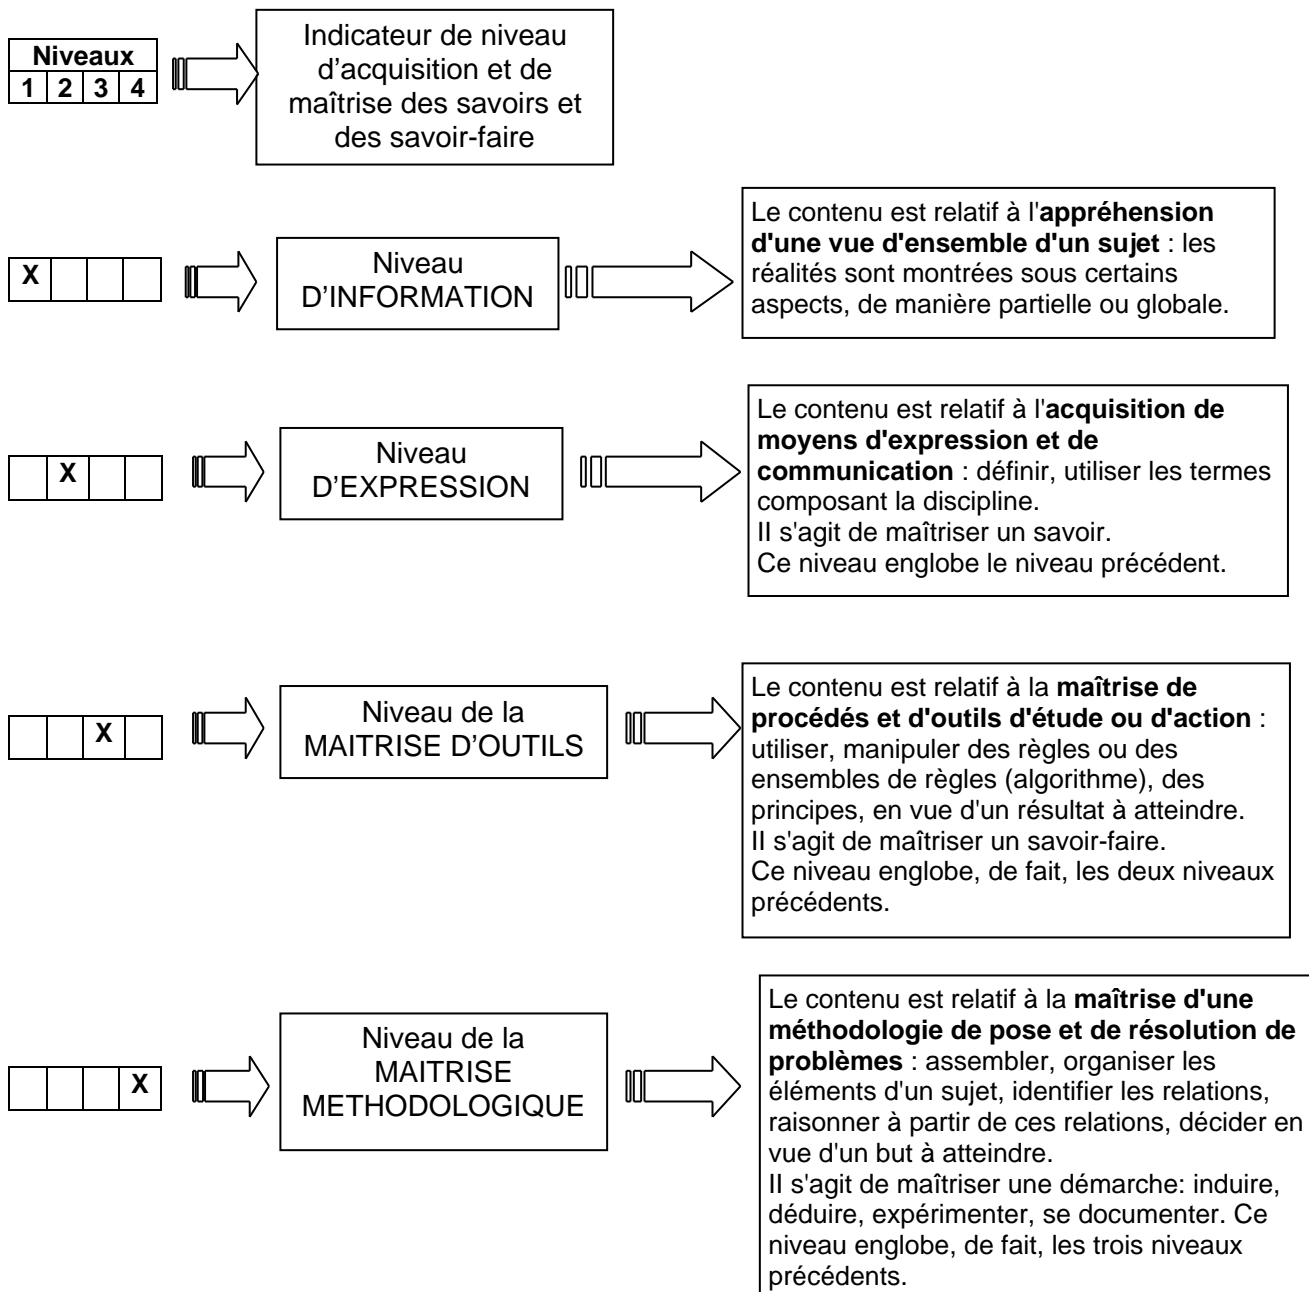 Niveaux
1 2 3 4
Indicateur de niveau
d’acquisition et de
maîtrise des savoirs et
des savoir-faire
X
Niveau
D’INFORMATION
Le contenu est relatif à l'appréhension
d'une vue d'ensemble d'un sujet : les
réalités sont montrées sous certains
aspects, de manière partielle ou globale.
X
Niveau
D’EXPRESSION
Le contenu est relatif à l'acquisition de
moyens d'expression et de
communication : définir, utiliser les termes
composant la discipline.
II s'agit de maîtriser un savoir.
Ce niveau englobe le niveau précédent.
X
Niveau de la
MAITRISE D’OUTILS
Le contenu est relatif à la maîtrise de
procédés et d'outils d'étude ou d'action :
utiliser, manipuler des règles ou des
ensembles de règles (algorithme), des
principes, en vue d'un résultat à atteindre.
II s'agit de maîtriser un savoir-faire.
Ce niveau englobe, de fait, les deux niveaux
précédents.
X
Niveau de la
MAITRISE
METHODOLOGIQUE
Le contenu est relatif à la maîtrise d'une
méthodologie de pose et de résolution de
problèmes : assembler, organiser les
éléments d'un sujet, identifier les relations,
raisonner à partir de ces relations, décider en
vue d'un but à atteindre.
II s'agit de maîtriser une démarche: induire,
déduire, expérimenter, se documenter. Ce
niveau englobe, de fait, les trois niveaux
précédents.